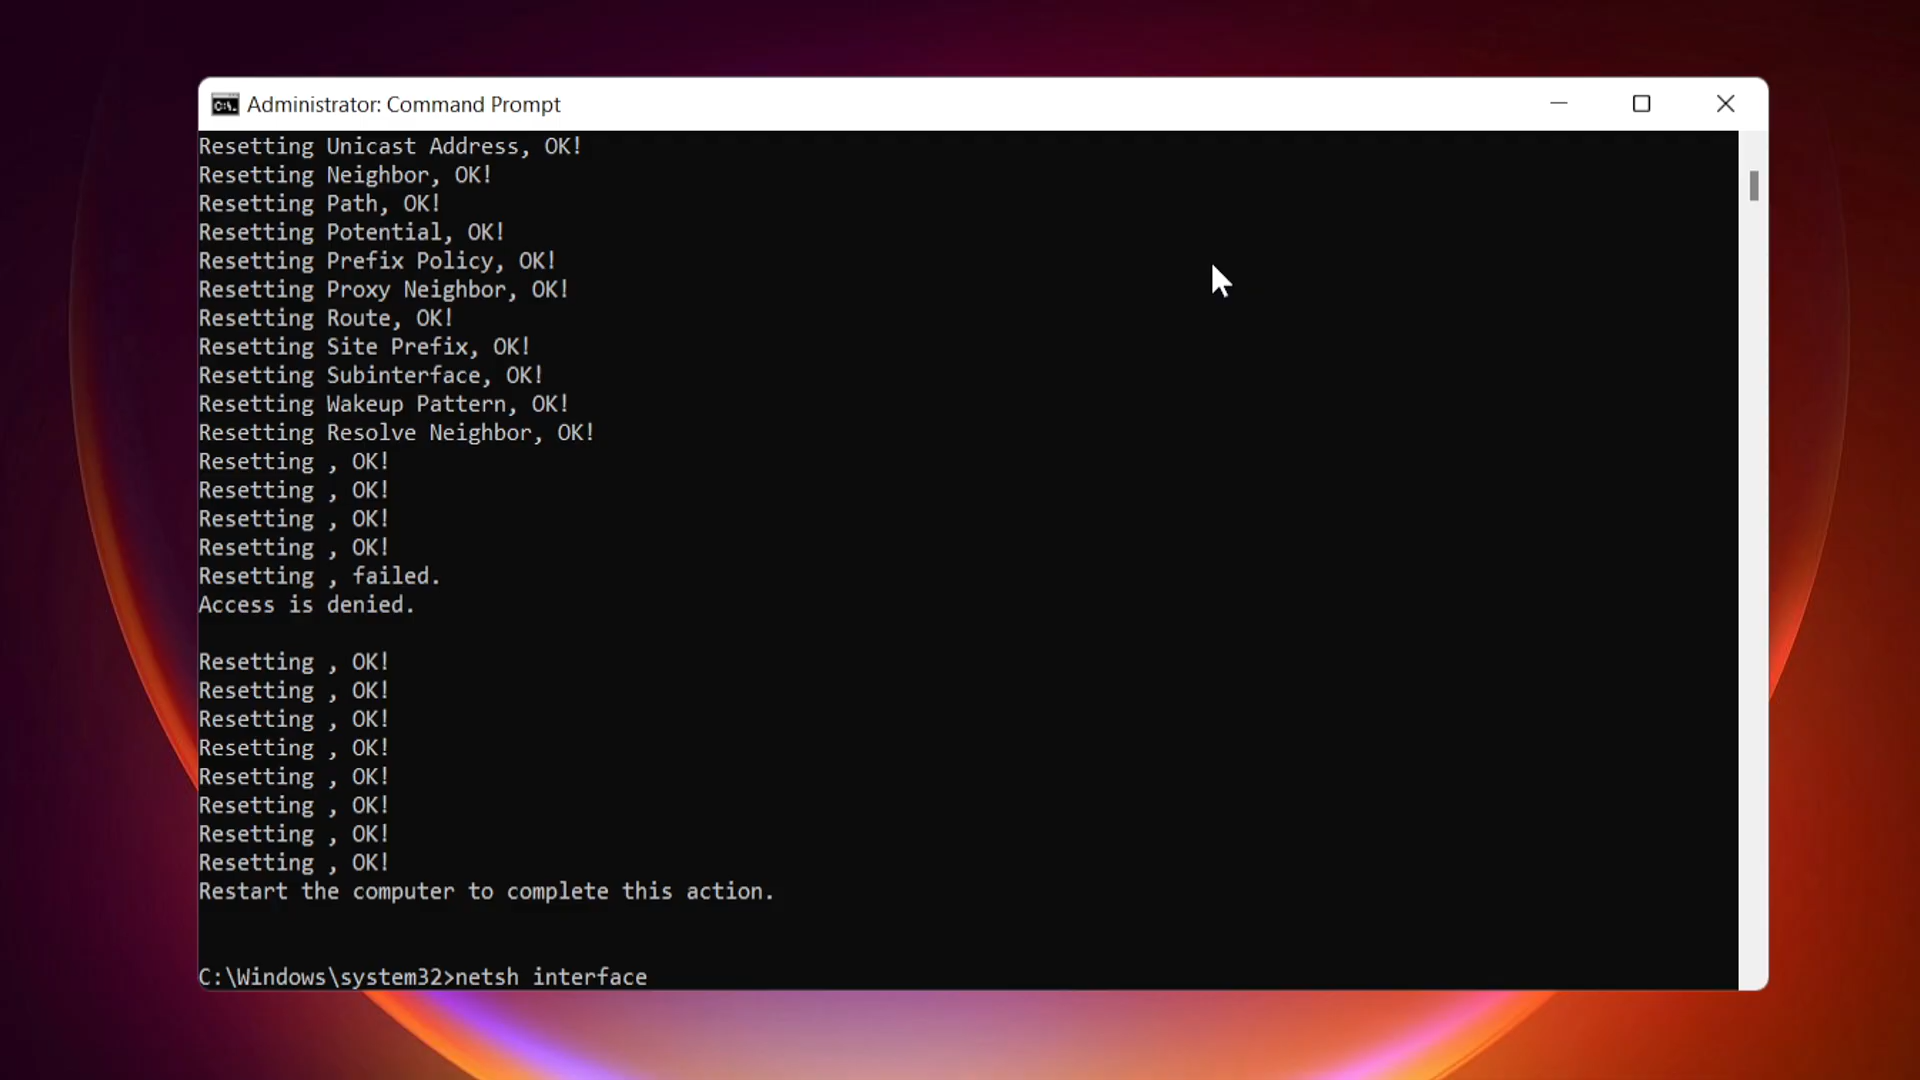 Administrator: Command Prompt
Resetting Unicast Address, OK!
Resetting Neighbor, OK!
Resetting Path, OK!
Resetting Potential, OK!
Resetting Prefix Policy, OK!
Resetting Proxy Neighbor, OK!
Resetting Route, OK!
Resetting Site Prefix, OK!
Resetting Subinterface, OK!
Resetting Wakeup Pattern, OK!
Resetting Resolve Neighbor, OK!
Resetting , OK!
Resetting , OK!
Resetting , OK!
Resetting , OK!
Resetting , failed.
Access is denied.

Resetting , OK!
Resetting , OK!
Resetting , OK!
Resetting , OK!
Resetting , OK!
Resetting , OK!
Resetting , OK!
Resetting , OK!
Restart the computer to complete this action.

C:\Windows\system32>netsh interface